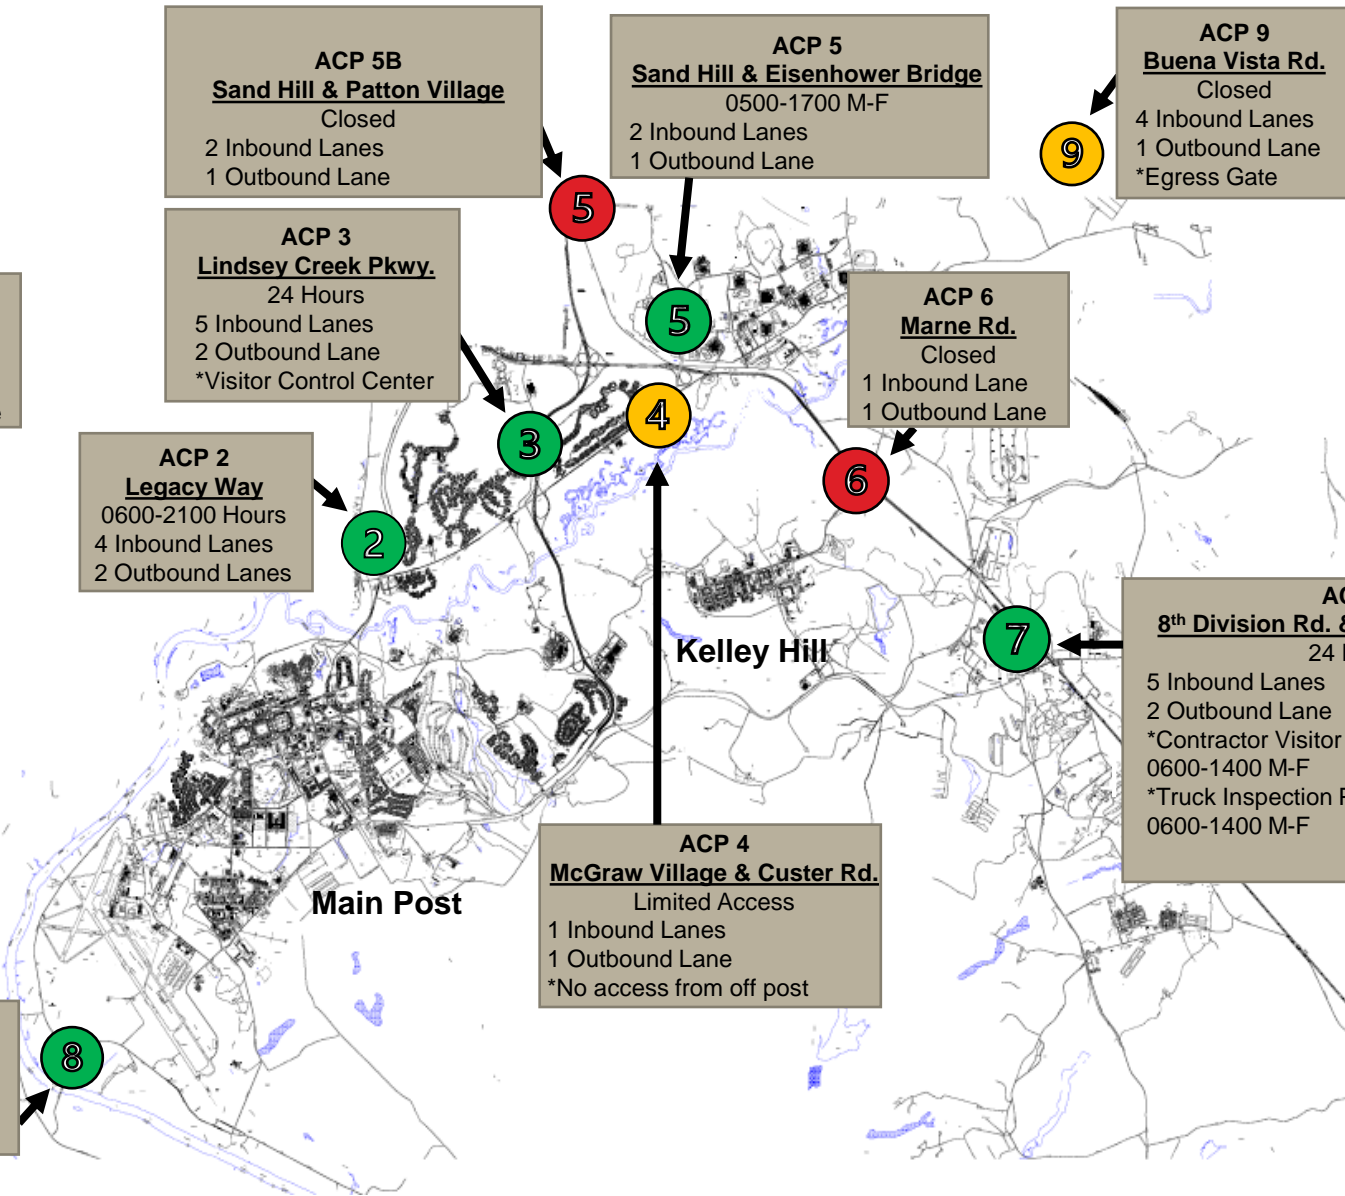 ACP 5B
Sand Hill & Patton Village
Closed
2 Inbound Lanes
1 Outbound Lane
ACP 5
Sand Hill & Eisenhower Bridge
0500-1700 M-F
2 Inbound Lanes
1 Outbound Lane
ACP 9
Buena Vista Rd.
Closed
4 Inbound Lanes
1 Outbound Lane
*Egress Gate
9
5
ACP 3
Lindsey Creek Pkwy.
24 Hours
5 Inbound Lanes
2 Outbound Lane
*Visitor Control Center
5
ACP 6
Marne Rd.
Closed
1 Inbound Lane
1 Outbound Lane
4
3
6
ACP 2
Legacy Way
0600-2100 Hours
4 Inbound Lanes
2 Outbound Lanes
2
7
8th Division Rd. &
24
5 Inbound Lanes
2 Outbound Lane
*Contractor Visitor
0600-1400 M-F
*Truck Inspection
0600-1400 M-F
Kelley Hill
Main Post
ACP 4
McGraw Village & Custer Rd.
Limited Access
1 Inbound Lanes
1 Outbound Lane
*No access from off post
8